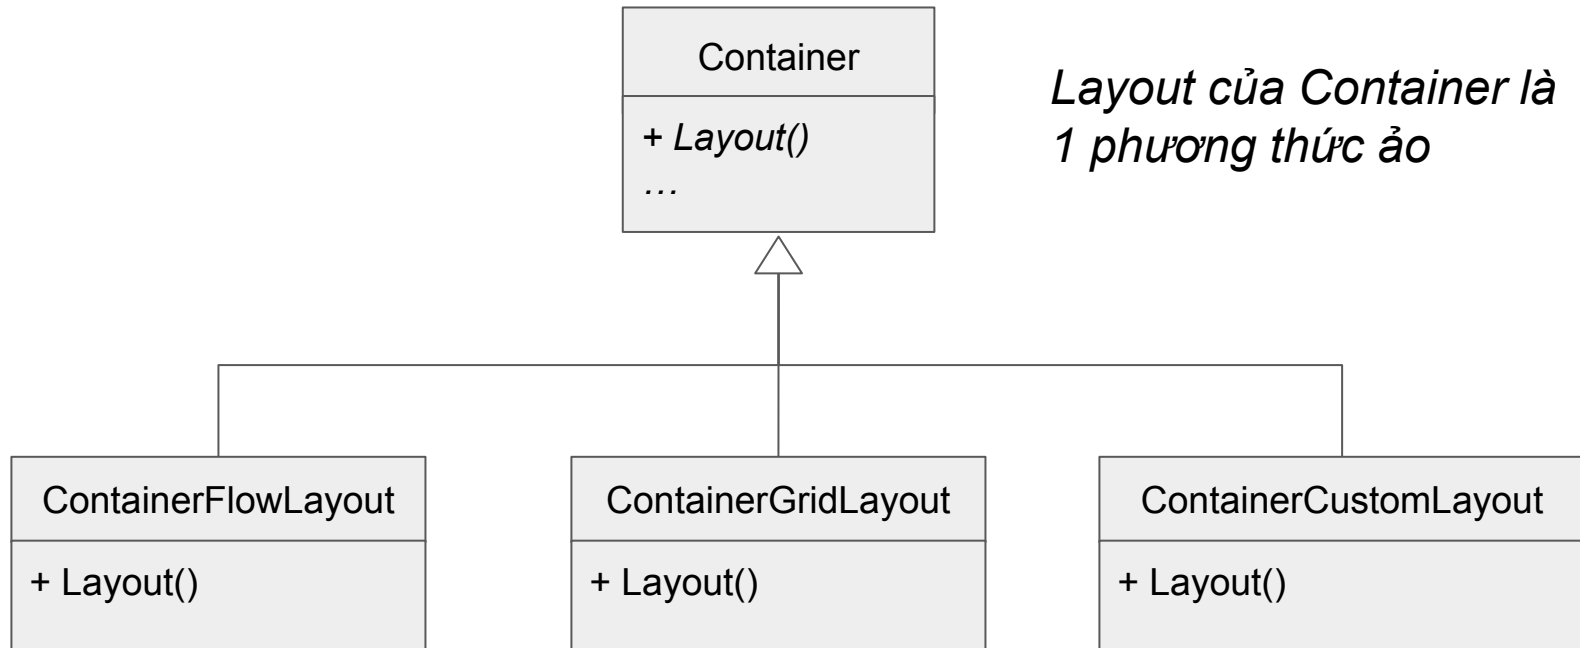 Container
+ Layout()
…
Layout của Container là
1 phương thức ảo
ContainerFlowLayout
+ Layout()
ContainerGridLayout
+ Layout()
ContainerCustomLayout
+ Layout()